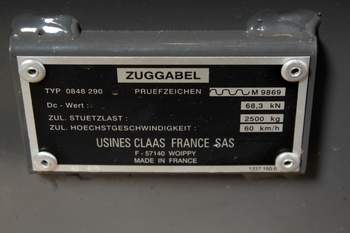 ZUGGABEL
TYP 0848 290 PRUEFZEICHEN M 9869
Dc - Wert : 68,3 kN
ZUL. STUETZLAST : 2500 kg
ZUL. HOECHSTGESCHWINDIGKEIT : 60 km/h
USINES CLAAS FRANCE SAS
F - 57140 WOIPPY
MADE IN FRANCE